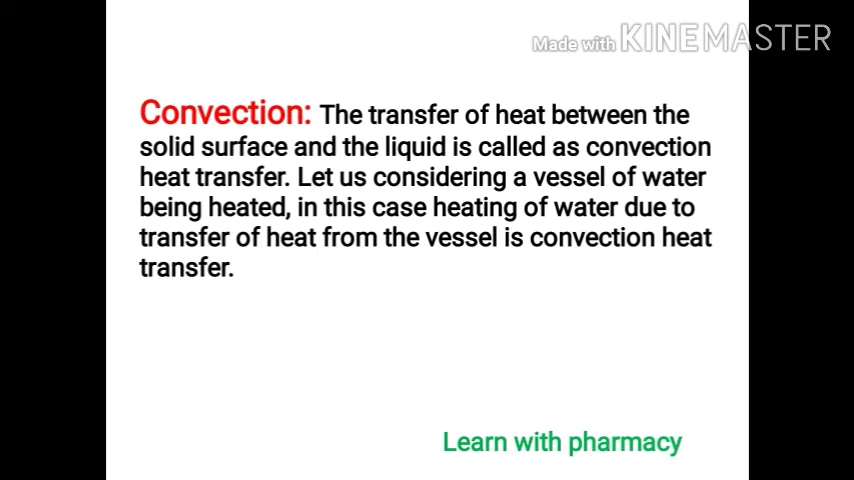 Made with KINEMASTER
Convection: The transfer of heat between the
solid surface and the liquid is called as convection
heat transfer. Let us considering a vessel of water
being heated, in this case heating of water due to
transfer of heat from the vessel is convection heat
transfer.
Learn with pharmacy